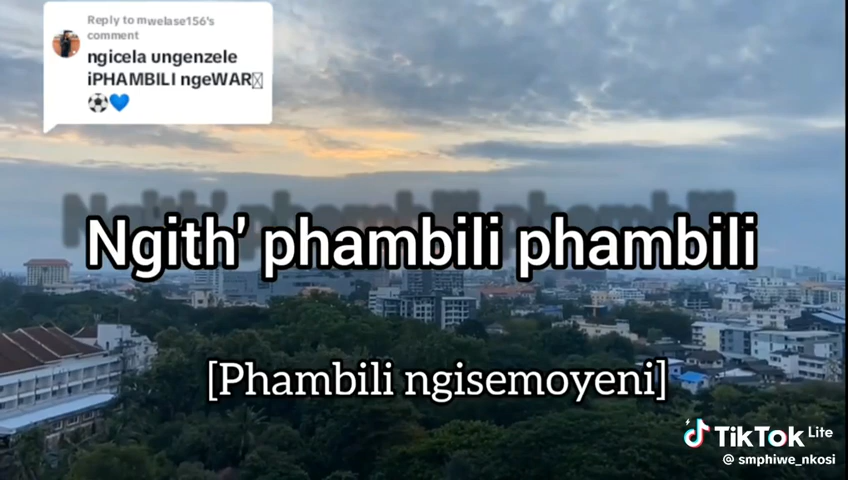 Reply to mwelase156's
comment
ngicela ungenzele
iPHAMBILI ngeWAR
⚽💙
Ngith' phambili phambili
[Phambili ngisemoyeni]
TikTok Lite
@ smphiwe_nkosi